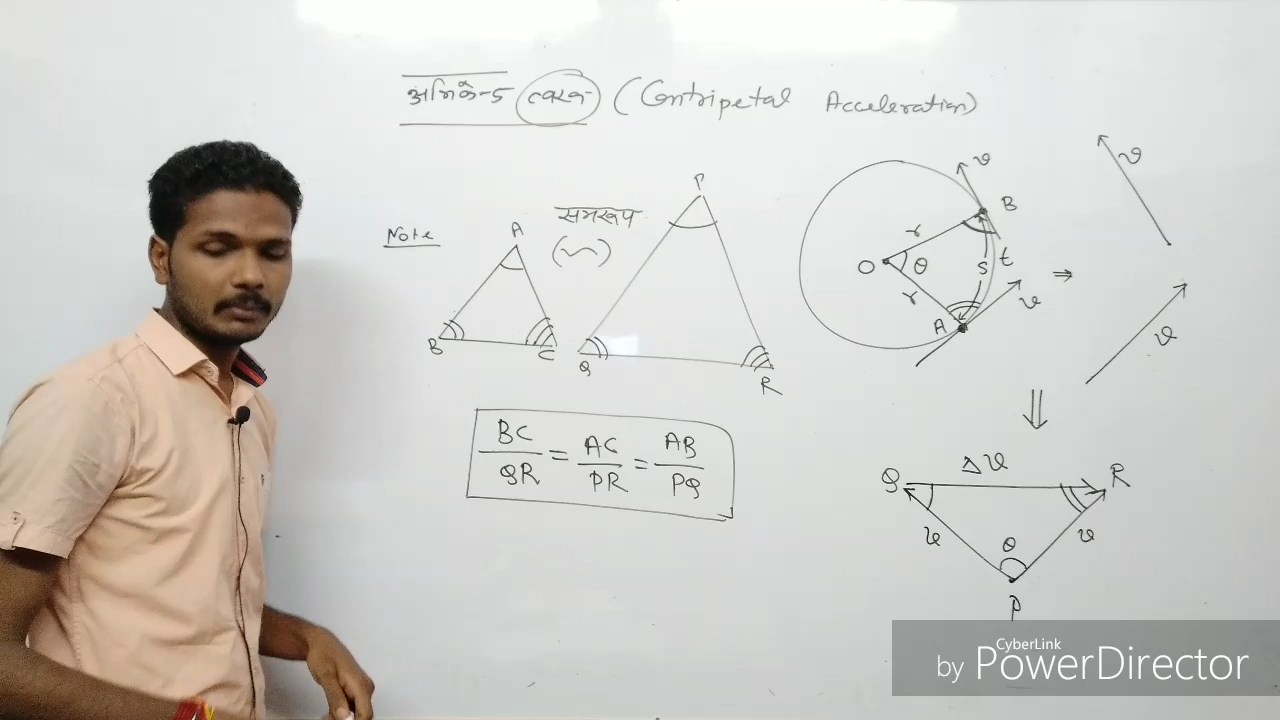 अभिकेन्द्र त्वरण (Centripetal Acceleration)
Note
समरूप
(~)
A
B
C
P
Q
R
BC/QR = AC/PR = AB/PQ
O
r
r
θ
A
B
s
t
v
v
⇒
v
v
⇓
Δv
Q
R
v
θ
v
P
CyberLink
by PowerDirector